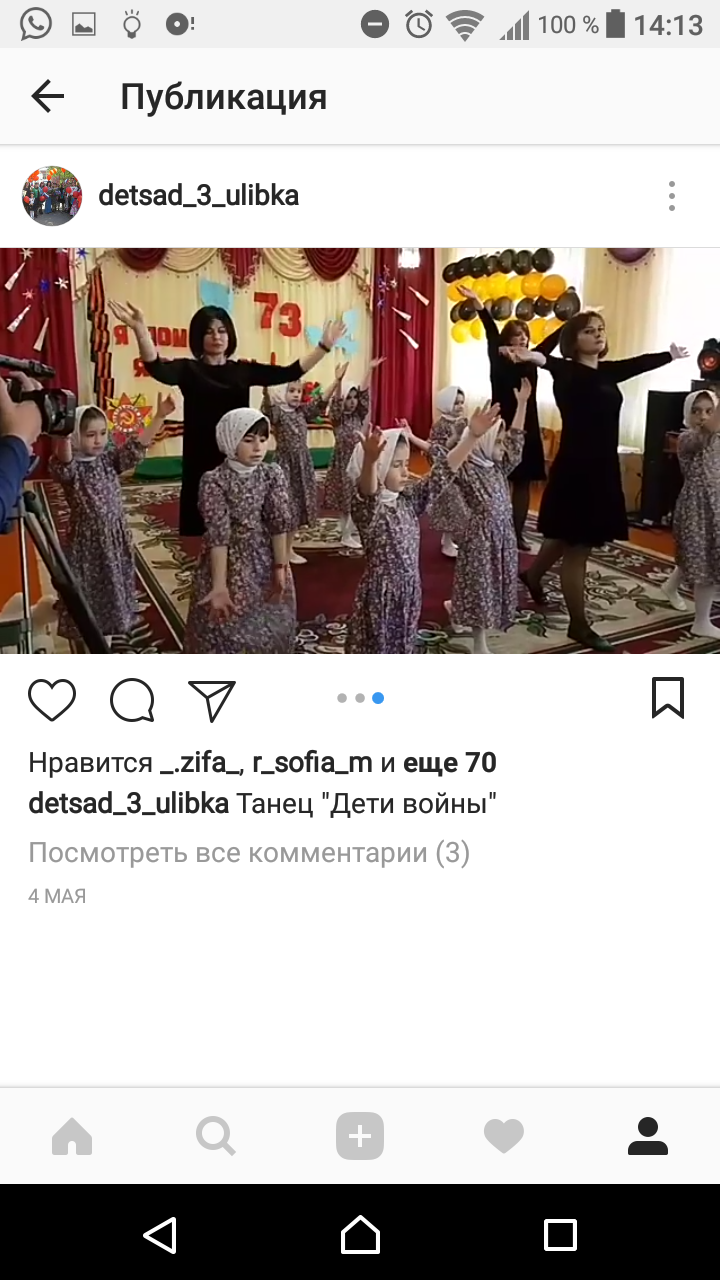 100 % 14:13
Публикация
detsad_3_ulibka
73
Я ПОМ
Нравится _.zifa_, r_sofia_m и еще 70
detsad_3_ulibka Танец "Дети войны"
Посмотреть все комментарии (3)
4 МАЯ